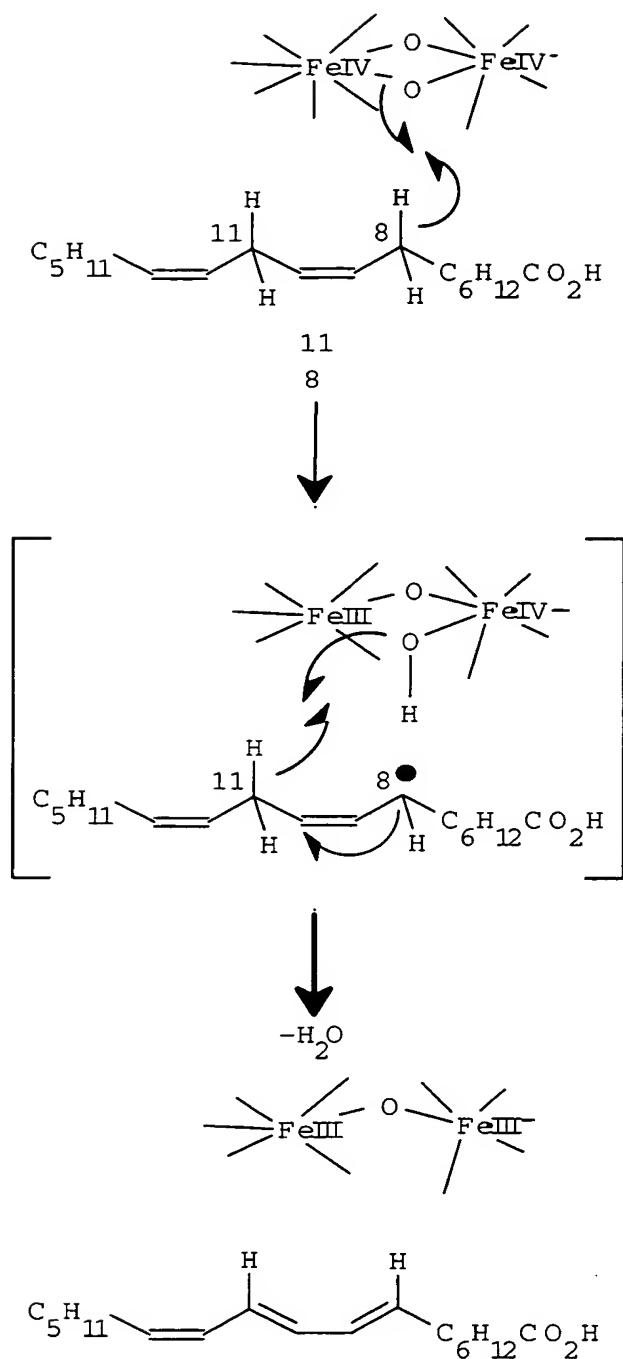 O
FeIV FeIV
O
H H
11 8
C5H11 C6H12CO2H
H H
11
8
O
FeIII FeIV
O
H
H
11 8
C5H11 C6H12CO2H
H H
-H2O
O
FeIII FeIII
H H
C5H11 C6H12CO2H